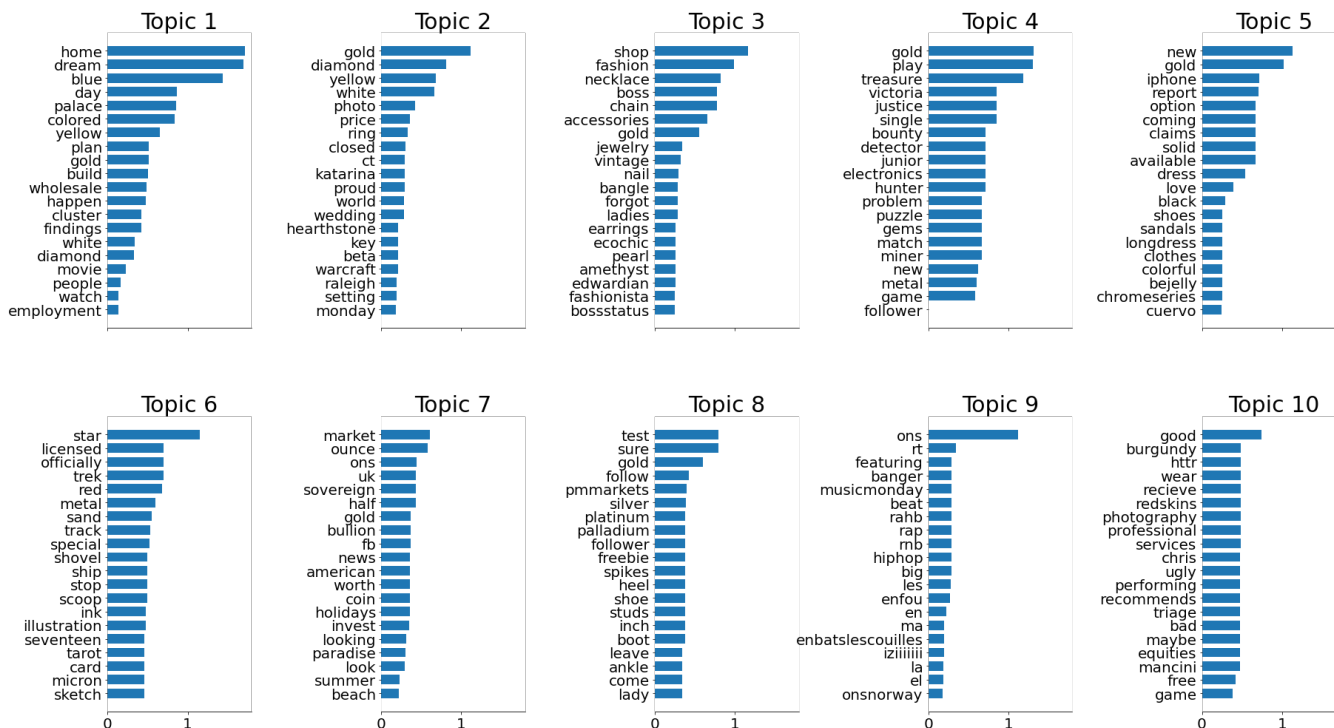 Topic 1
home
dream
blue
day
palace
colored
yellow
plan
gold
build
wholesale
happen
cluster
findings
white
diamond
movie
people
watch
employment
Topic 2
gold
diamond
yellow
white
photo
price
ring
closed
ct
katarina
proud
world
wedding
hearthstone
key
beta
warcraft
raleigh
setting
monday
Topic 3
shop
fashion
necklace
boss
chain
accessories
gold
jewelry
vintage
nail
bangle
forgot
ladies
earrings
ecochic
pearl
amethyst
edwardian
fashionista
bossstatus
Topic 4
gold
play
treasure
victoria
justice
single
bounty
detector
junior
electronics
hunter
problem
puzzle
gems
match
miner
new
metal
game
follower
Topic 5
new
gold
iphone
report
option
coming
claims
solid
available
dress
love
black
shoes
sandals
longdress
clothes
colorful
bejelly
chromeseries
cuervo
Topic 6
star
licensed
officially
trek
red
metal
sand
track
special
shovel
ship
stop
scoop
ink
illustration
seventeen
tarot
card
micron
sketch
0 1
Topic 7
market
ounce
ons
uk
sovereign
half
gold
bullion
fb
news
american
worth
coin
holidays
invest
looking
paradise
look
summer
beach
0 1
Topic 8
test
sure
gold
follow
pmmarkets
silver
platinum
palladium
follower
freebie
spikes
heel
shoe
studs
inch
boot
leave
ankle
come
lady
0 1
Topic 9
ons
rt
featuring
banger
musicmonday
beat
rahb
rap
rnb
hiphop
big
les
enfou
en
ma
enbatslescouilles
iziiiiiii
la
el
onsnorway
0 1
Topic 10
good
burgundy
httr
wear
recieve
redskins
photography
professional
services
chris
ugly
performing
recommends
triage
bad
maybe
equities
mancini
free
game
0 1